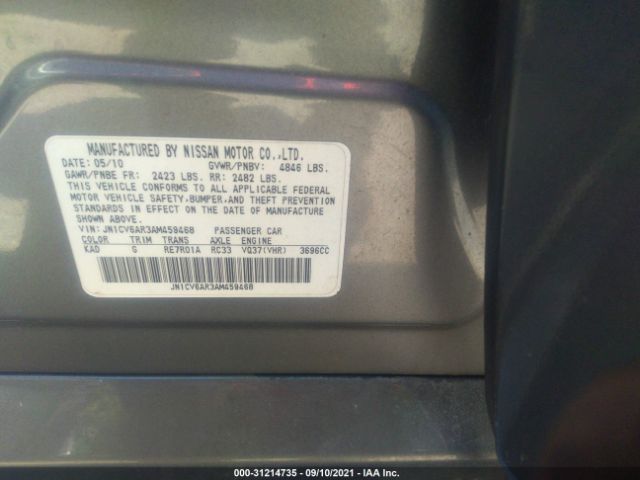 MANUFACTURED BY NISSAN MOTOR CO.,LTD.
DATE: 05/10 GVWR/PNBV: 4846 LBS.
GAWR/PNBE FR: 2423 LBS. RR: 2482 LBS.
THIS VEHICLE CONFORMS TO ALL APPLICABLE FEDERAL
MOTOR VEHICLE SAFETY,BUMPER,AND THEFT PREVENTION
STANDARDS IN EFFECT ON THE DATE OF MANUFACTURE
SHOWN ABOVE.
VIN: JN1CV6AR3AM459468 PASSENGER CAR
COLOR TRIM TRANS AXLE ENGINE
KAD G RE7R01A RC33 VQ37(VHR) 3696CC
JN1CV6AR3AM459468
000-31214735 - 09/10/2021 - IAA Inc.